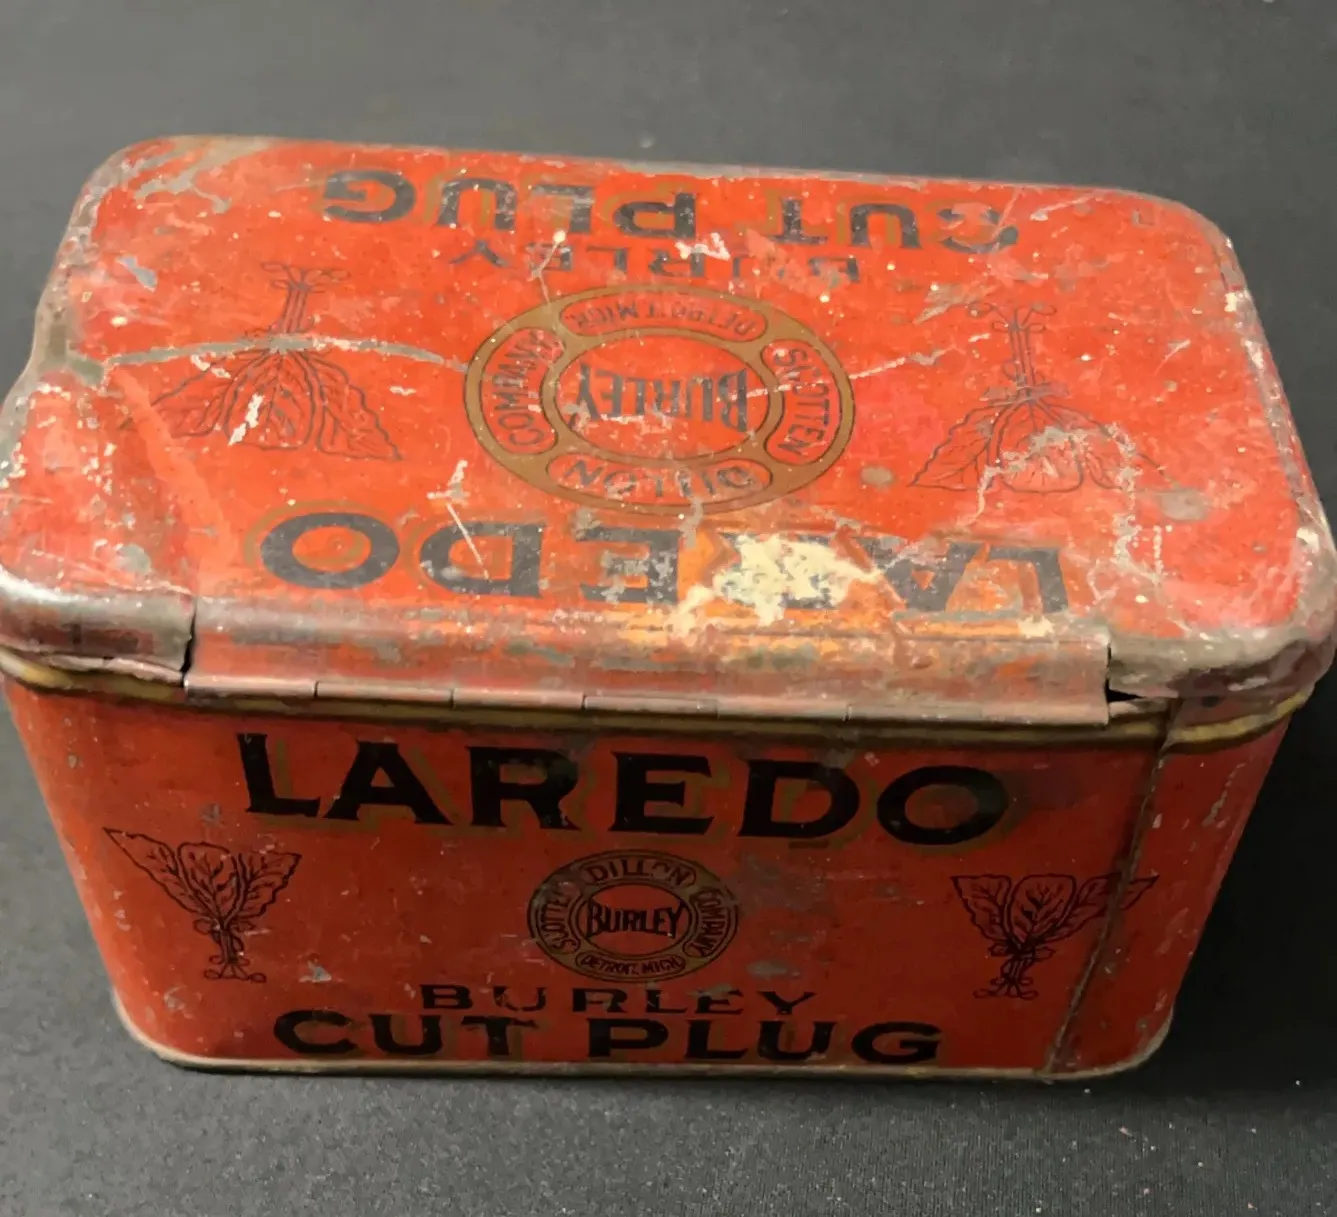 CUT PLUG
BURLEY
DETROIT.MICH.
SCOTTEN
BURLEY
COMPANY
DILLON
LAREDO
LAREDO
DILLON
SCOTTEN
BURLEY
COMPANY
DETROIT.MICH.
BURLEY
CUT PLUG